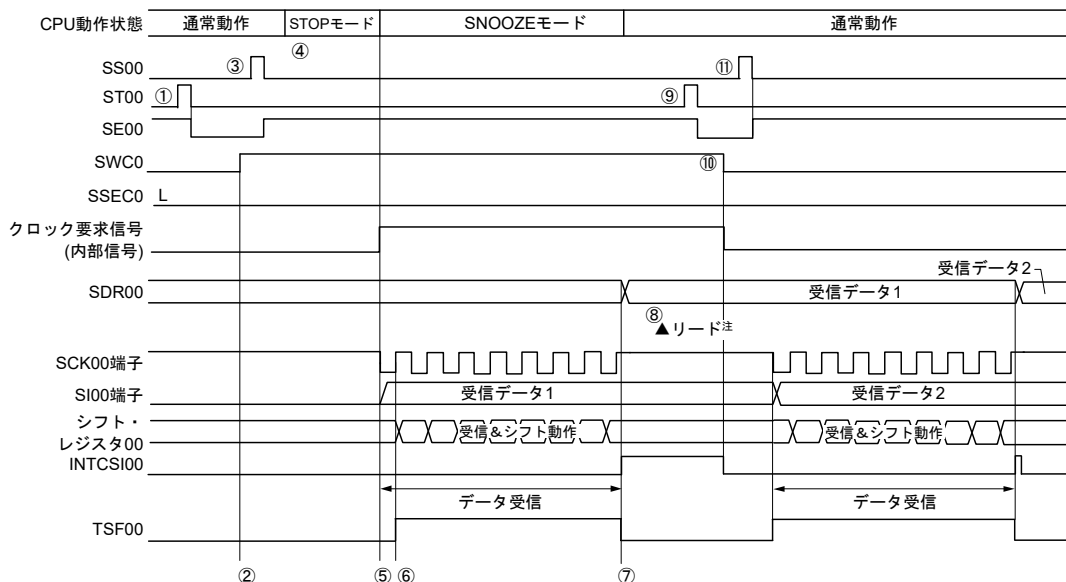 CPU動作状態 通常動作 STOPモード SNOOZEモード 通常動作
④
SS00 ③ ⑪
ST00 ① ⑨
SE00
SWC0 ⑩
SSEC0 L
クロック要求信号
(内部信号)
受信データ2
SDR00 受信データ1
⑧
▲リード注
SCK00端子
SI00端子 受信データ1 受信データ2
シフト・
レジスタ00 受信&シフト動作 受信&シフト動作
INTCSI00
データ受信 データ受信
TSF00
② ⑤ ⑥ ⑦